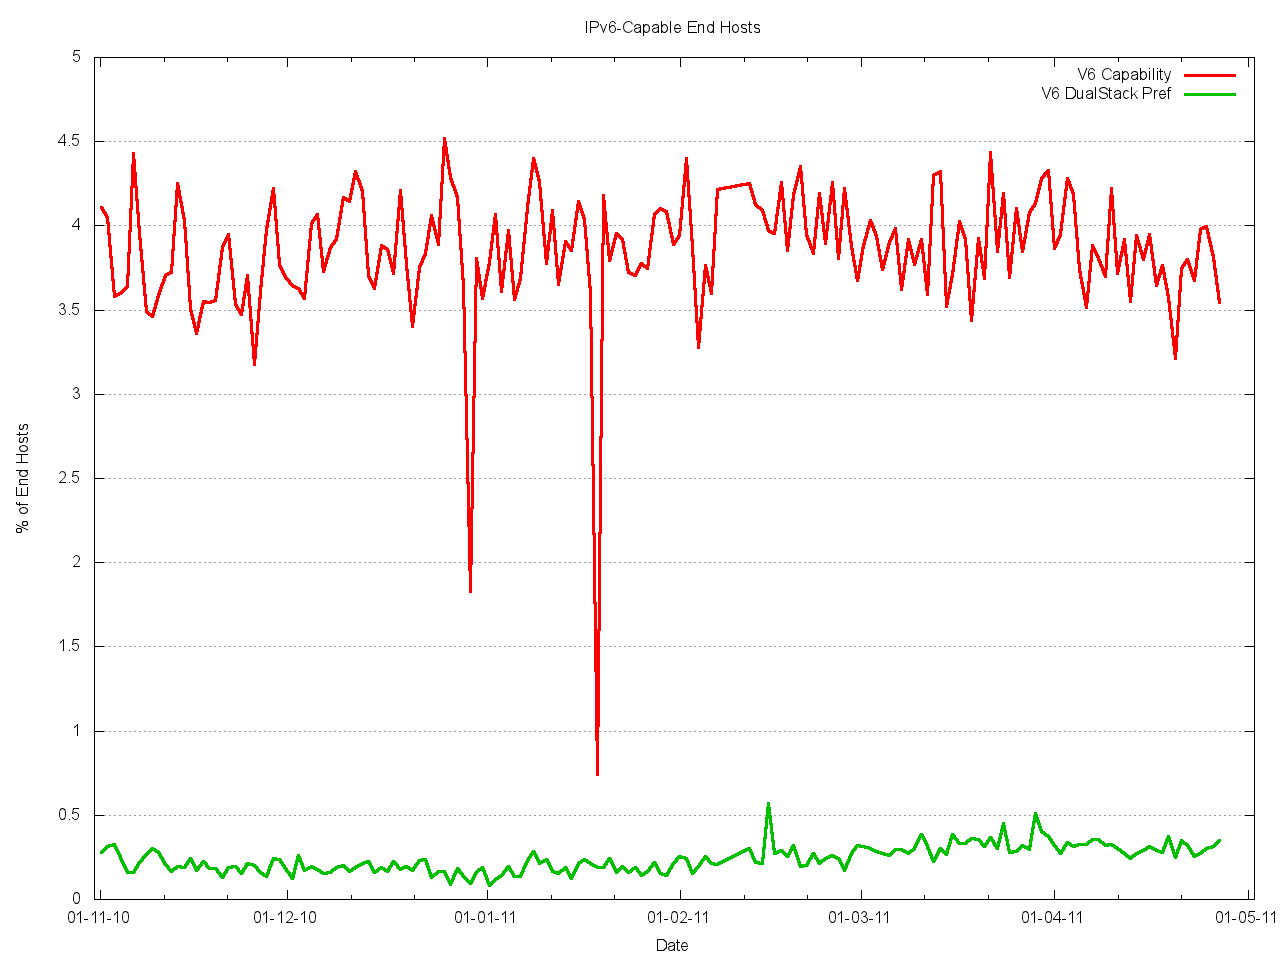 IPv6-Capable End Hosts
V6 Capability
V6 DualStack Pref
5
4.5
4
3.5
3
2.5
2
1.5
1
0.5
0
% of End Hosts
01-11-10 01-12-10 01-01-11 01-02-11 01-03-11 01-04-11 01-05-11
Date